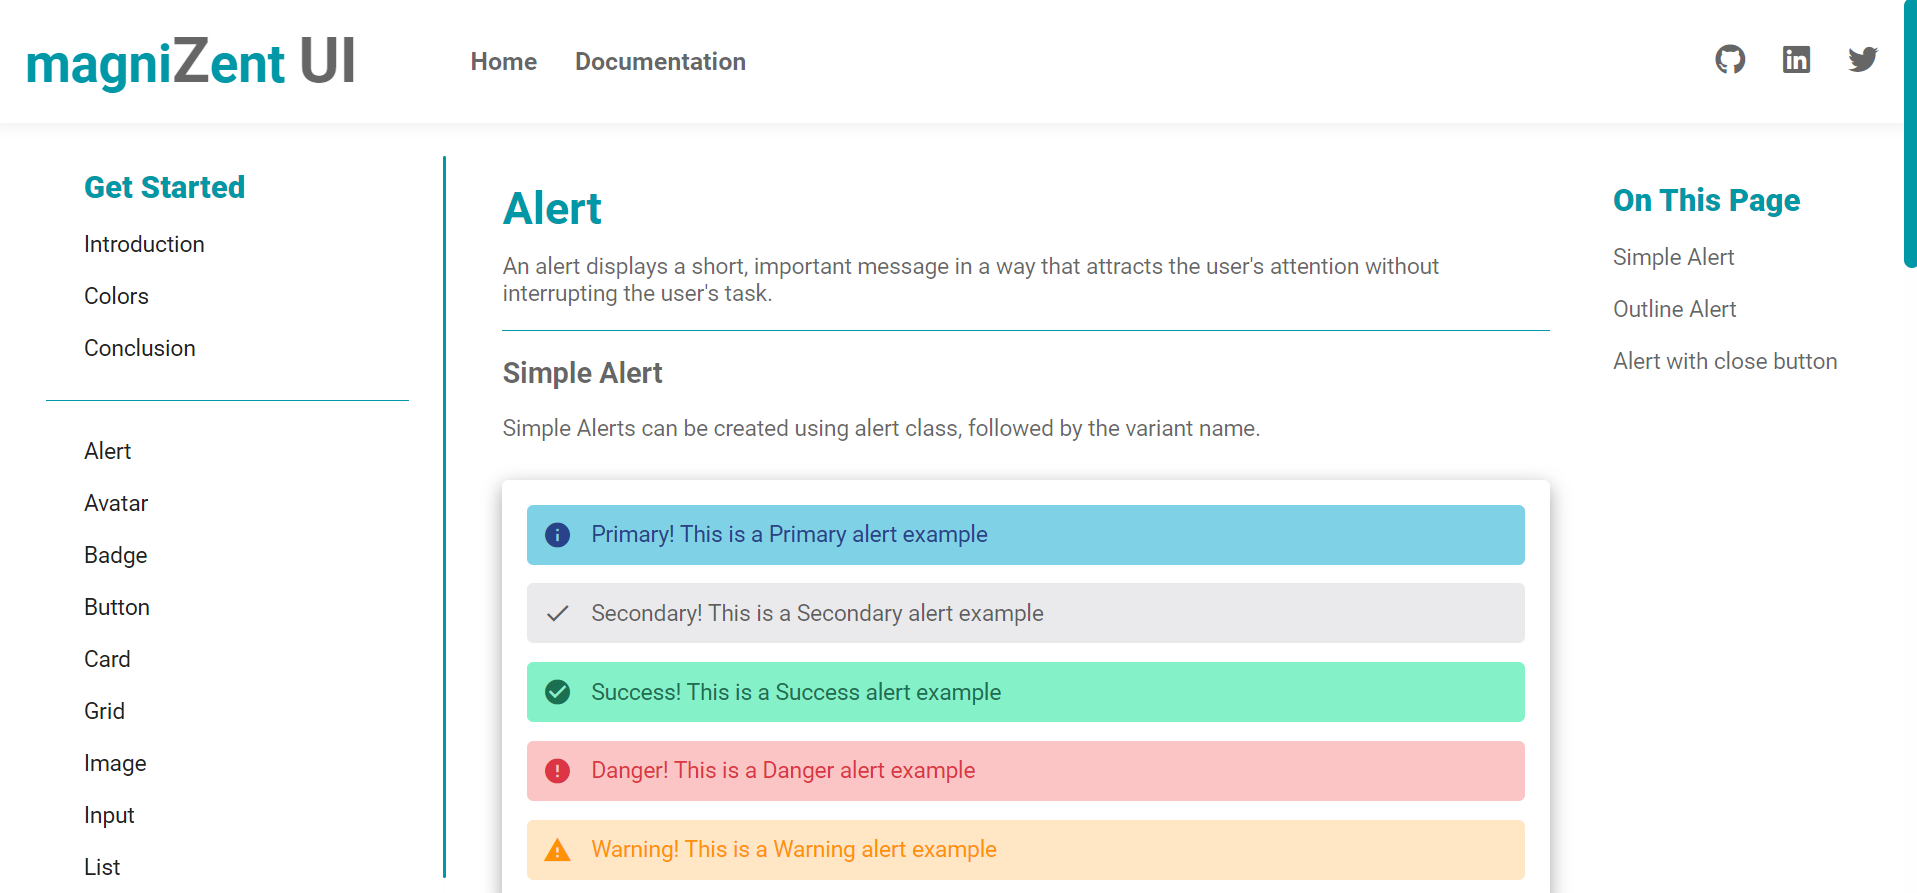 magniZent UI
Home
Documentation
Get Started
Introduction
Colors
Conclusion
Alert
Avatar
Badge
Button
Card
Grid
Image
Input
List
Alert
An alert displays a short, important message in a way that attracts the user's attention without
interrupting the user's task.
Simple Alert
Simple Alerts can be created using alert class, followed by the variant name.
Primary! This is a Primary alert example
Secondary! This is a Secondary alert example
Success! This is a Success alert example
Danger! This is a Danger alert example
Warning! This is a Warning alert example
On This Page
Simple Alert
Outline Alert
Alert with close button